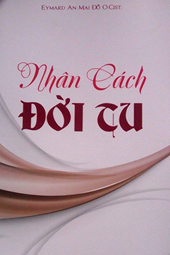 Eymard An Mai Đỗ O.Cist.
Nhân Cách
ĐỜI TU